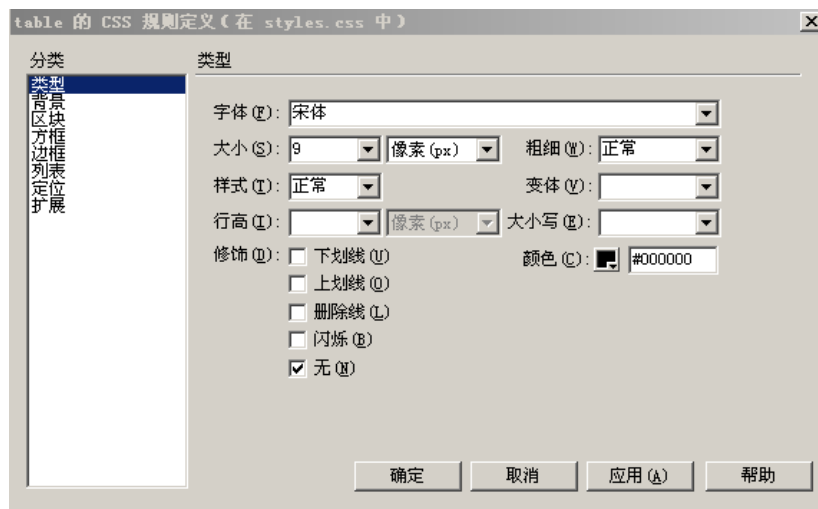 table 的 CSS 规则定义(在 styles.css 中)
分类
类型
背景
区块
方框
边框
列表
定位
扩展
类型
字体(F): 宋体
大小(S): 9 像素(px) 粗细(W): 正常
样式(T): 正常 变体(V):
行高(I): 像素(px) 大小写(E):
修饰(D): 下划线(U) 颜色(C): #000000
上划线(O)
删除线(L)
闪烁(B)
无(N)
确定 取消 应用(A) 帮助